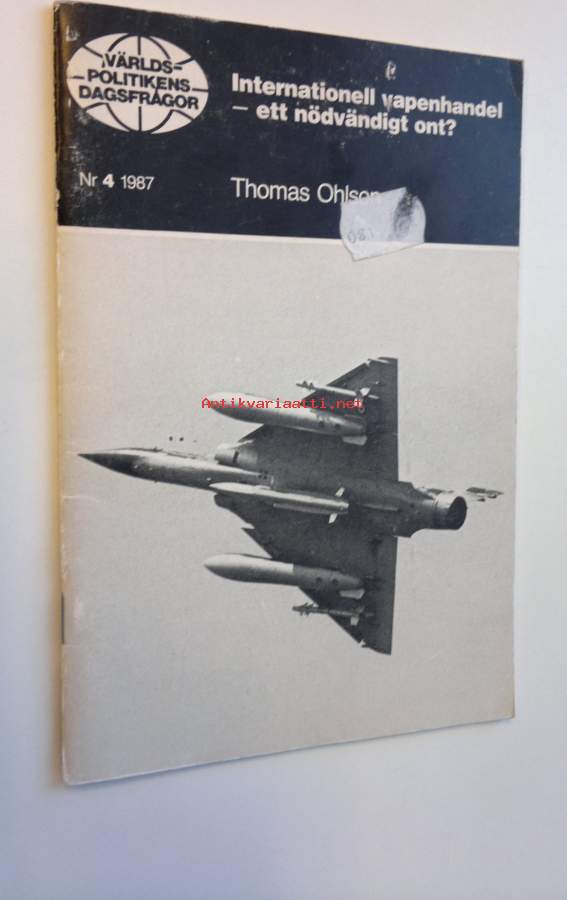 VÄRLDS-
POLITIKENS
DAGSFRÅGOR
Internationell vapenhandel
– ett nödvändigt ont?
Nr 4 1987
Thomas Ohlson
Antikvariaatti.net